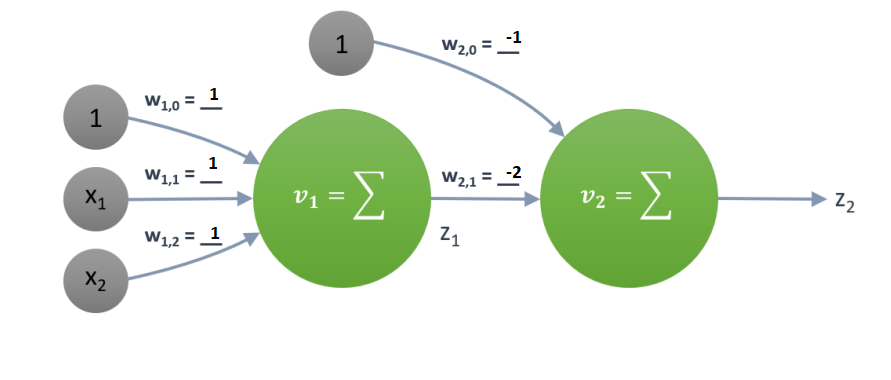 1
w2,0 = -1
w1,0 = 1
1
w1,1 = 1
x1
v1 = ∑
w2,1 = -2
v2 = ∑
z2
w1,2 = 1
z1
x2